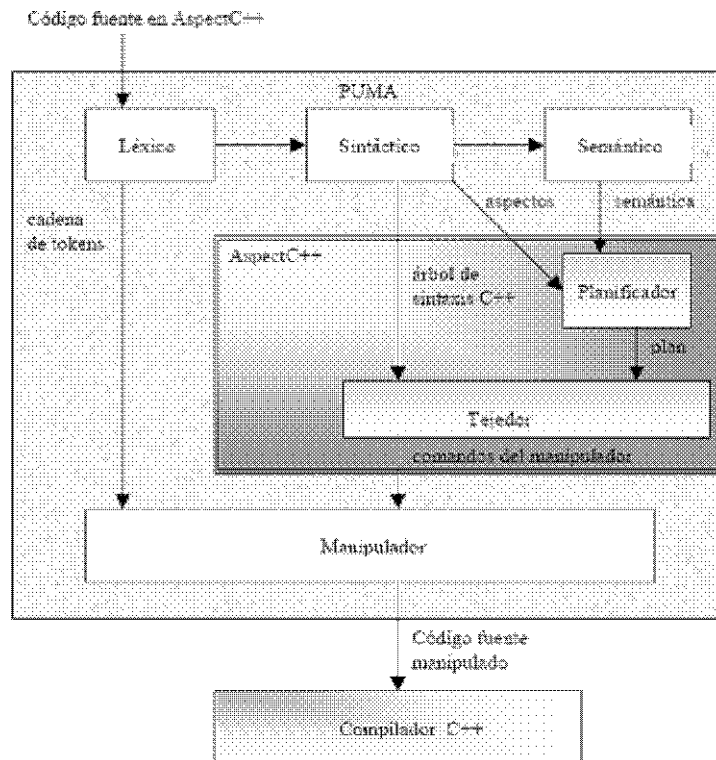 Código fuente en AspectC++
PUMA
Léxico
Sintáctico
Semántico
cadena
de tokens
aspectos
semántica
AspectC++
árbol de
sintaxis C++
Planificador
plan
Tejedor
comandos del manipulador
Manipulador
Código fuente
manipulado
Compilador C++